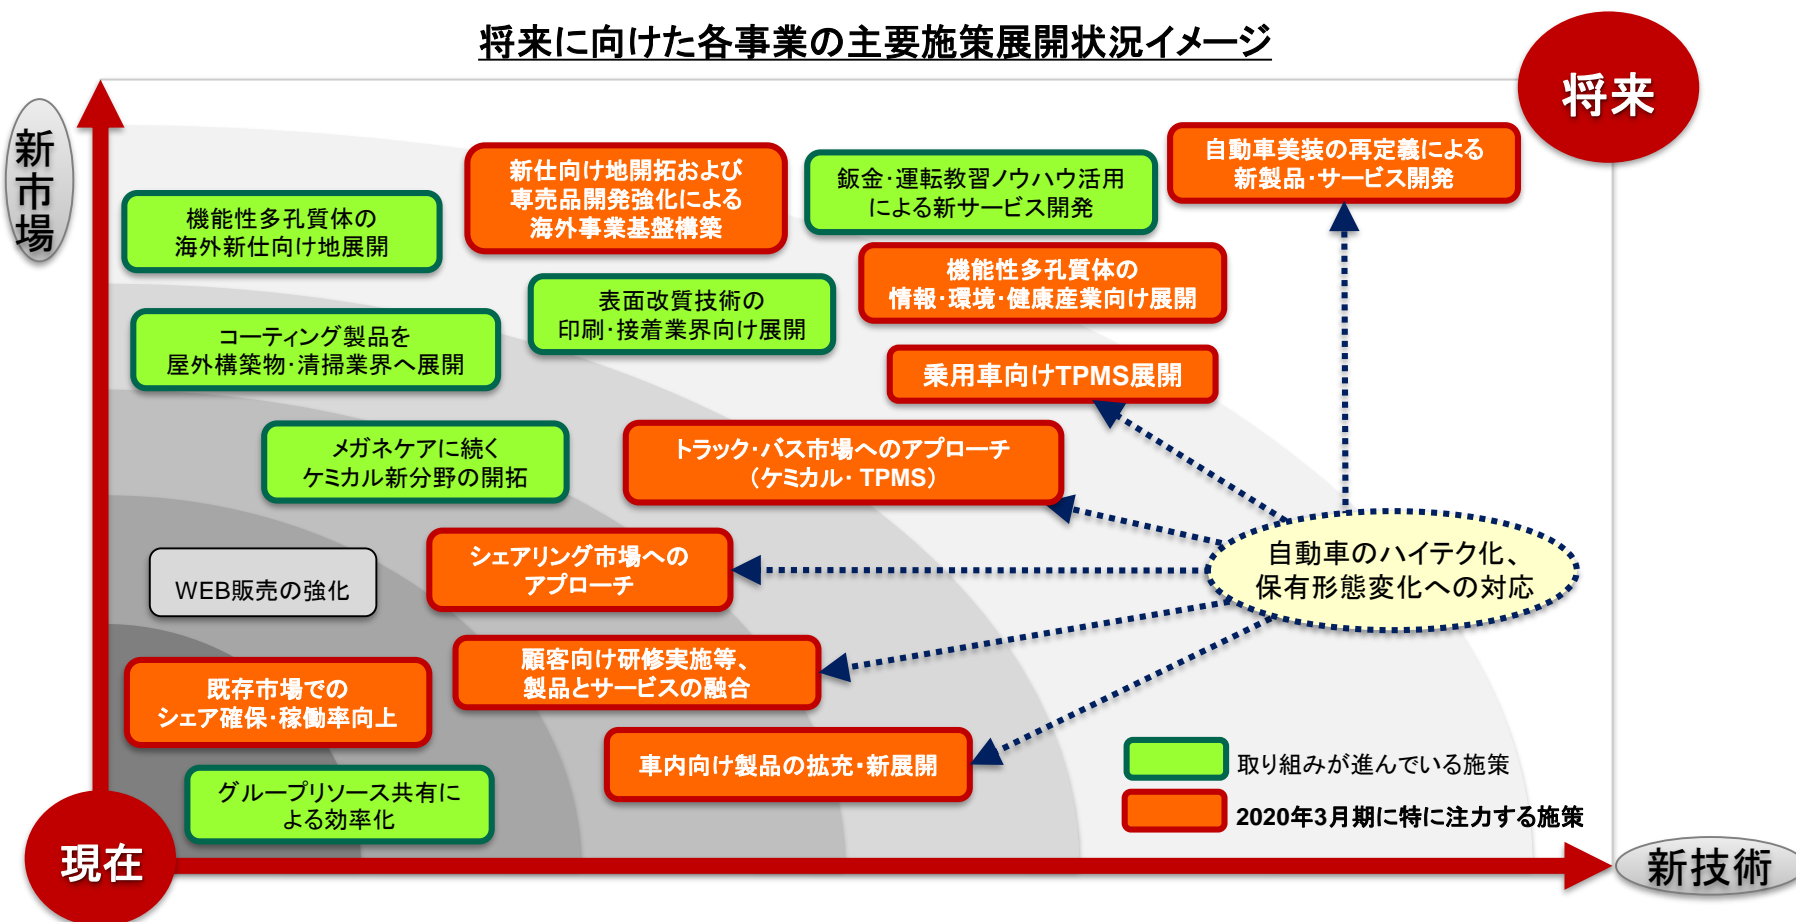 将来に向けた各事業の主要施策展開状況イメージ
将来
新市場
自動車美装の再定義による
新製品・サービス開発
新仕向け地開拓および
専売品開発強化による
海外事業基盤構築
鈑金・運転教習ノウハウ活用
による新サービス開発
機能性多孔質体の
海外新仕向け地展開
機能性多孔質体の
情報・環境・健康産業向け展開
表面改質技術の
印刷・接着業界向け展開
コーティング製品を
屋外構築物・清掃業界へ展開
乗用車向けTPMS展開
メガネケアに続く
ケミカル新分野の開拓
トラック・バス市場へのアプローチ
（ケミカル・TPMS）
シェアリング市場への
アプローチ
自動車のハイテク化、
保有形態変化への対応
WEB販売の強化
顧客向け研修実施等、
製品とサービスの融合
既存市場での
シェア確保・稼働率向上
車内向け製品の拡充・新展開
取り組みが進んでいる施策
グループリソース共有に
よる効率化
2020年3月期に特に注力する施策
現在
新技術